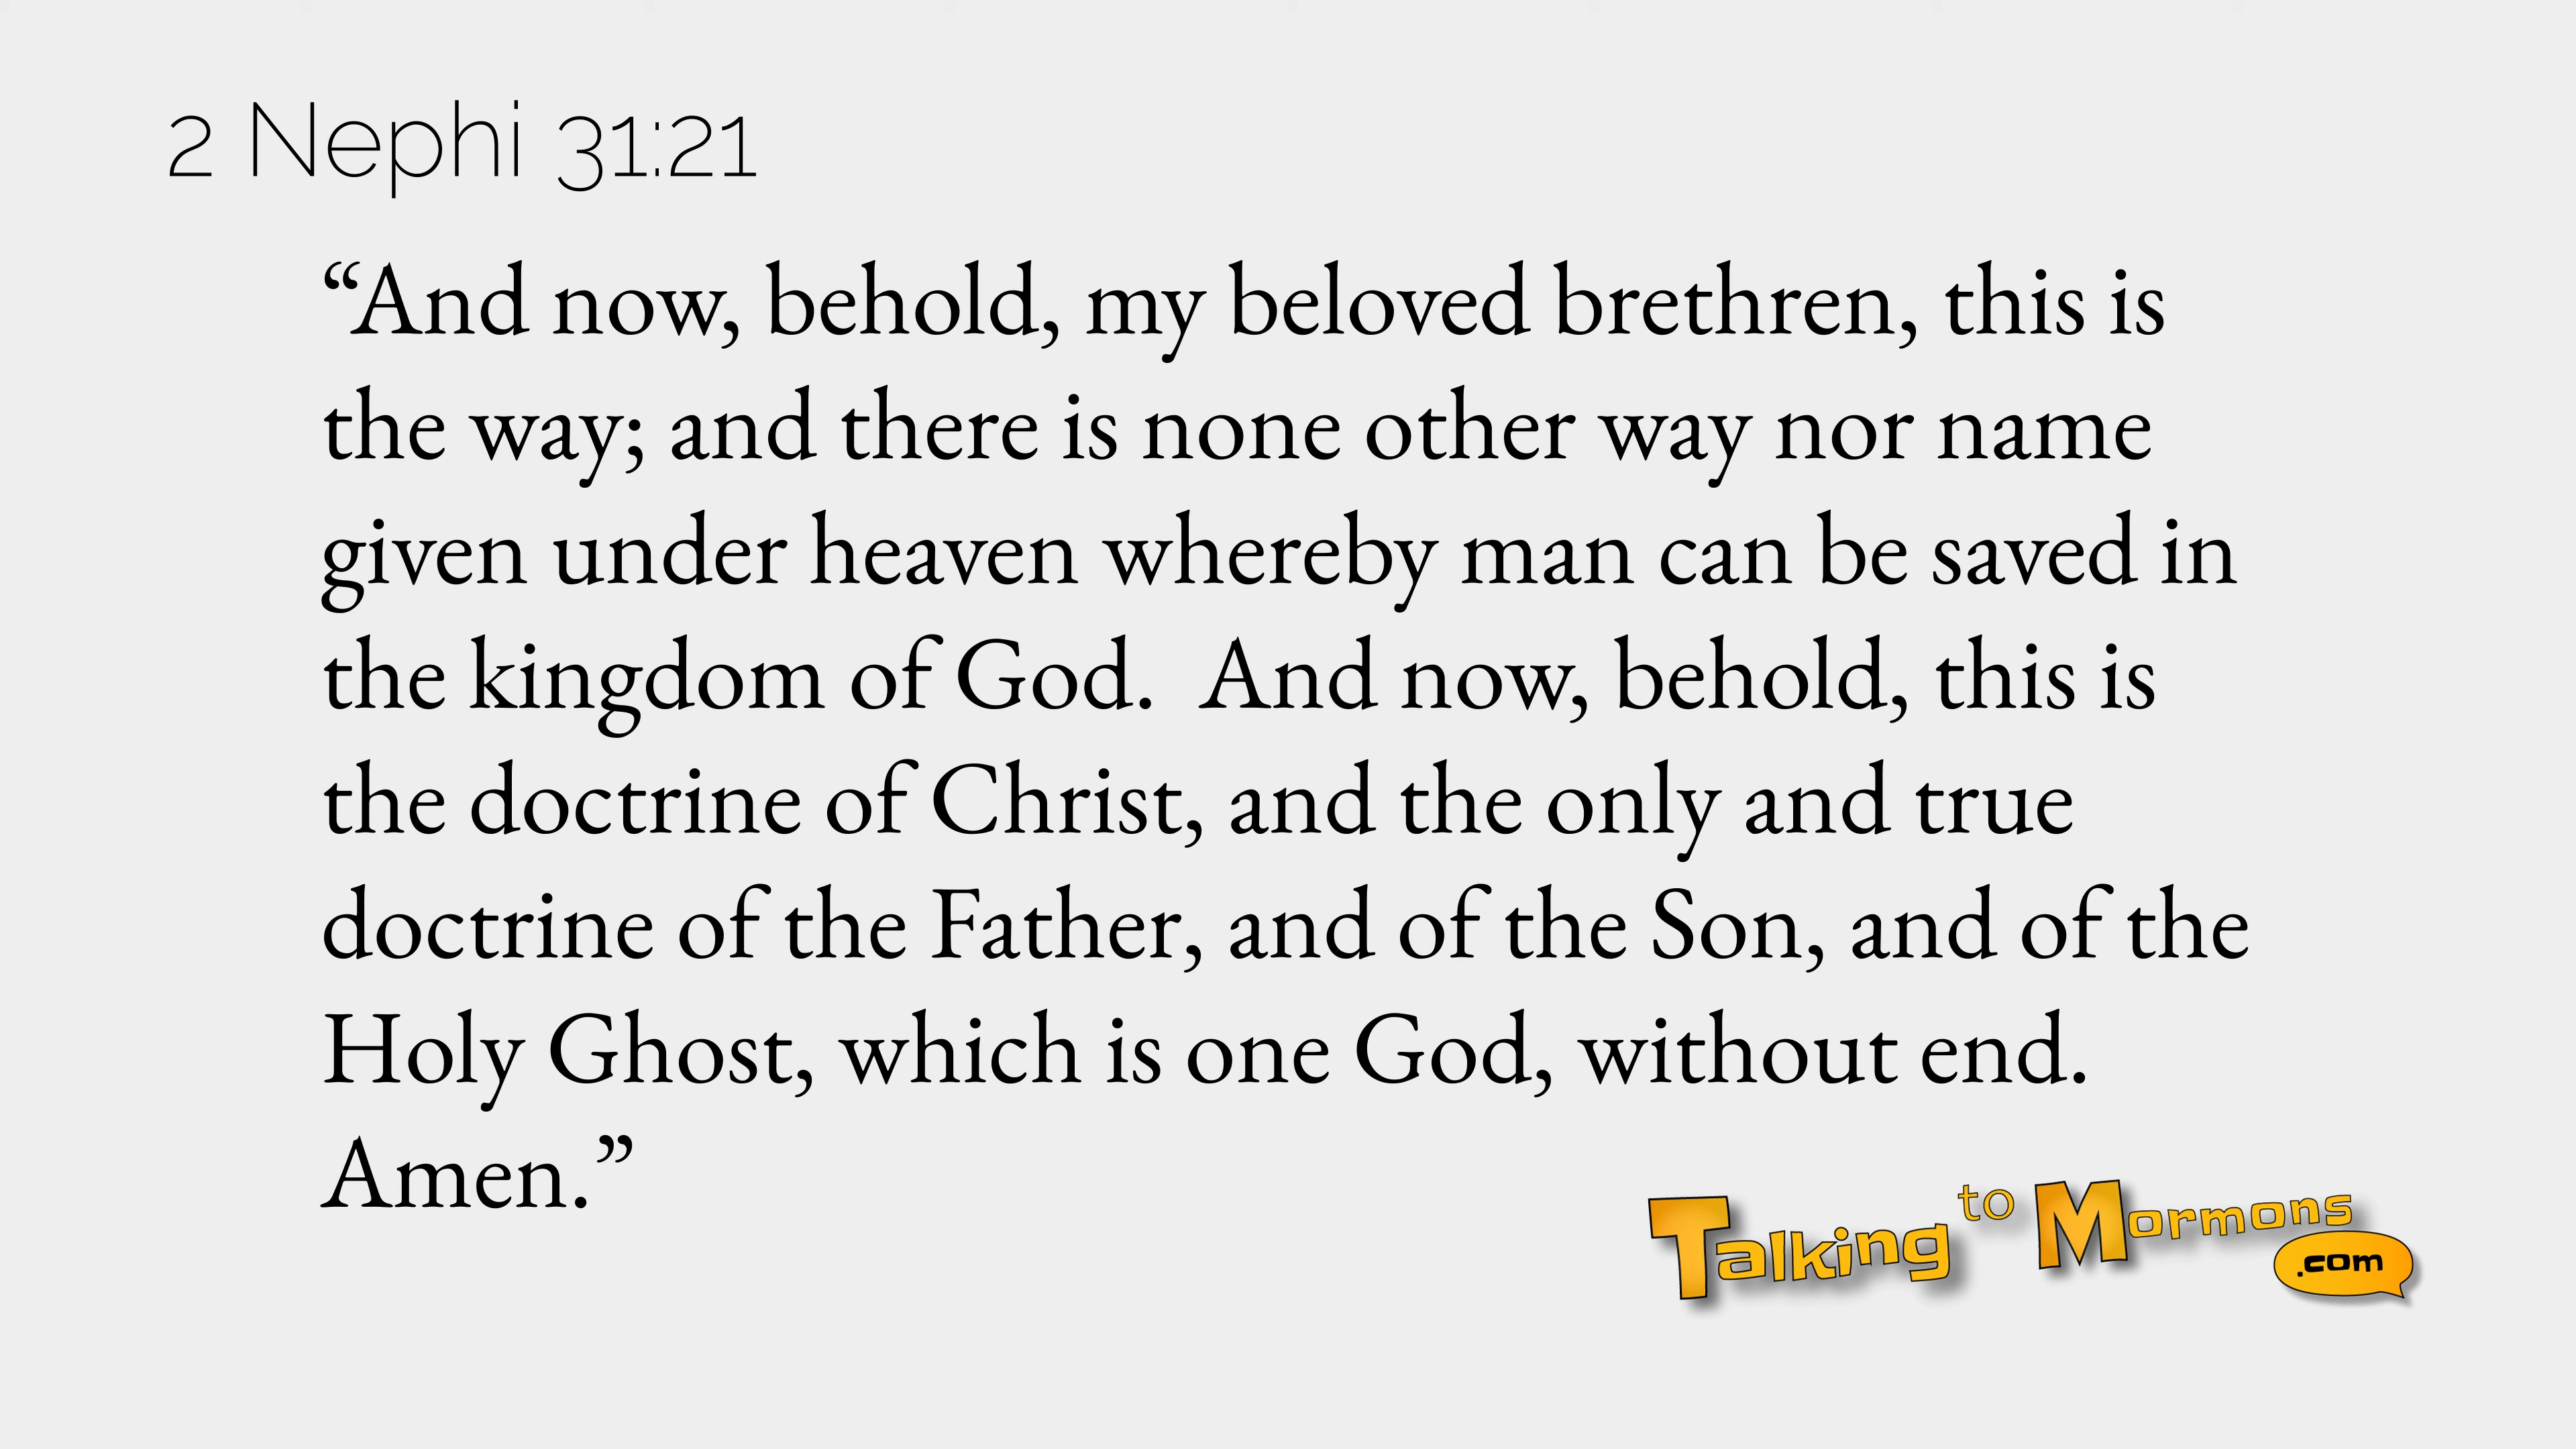 2 Nephi 31:21
“And now, behold, my beloved brethren, this is
the way; and there is none other way nor name
given under heaven whereby man can be saved in
the kingdom of God.  And now, behold, this is
the doctrine of Christ, and the only and true
doctrine of the Father, and of the Son, and of the
Holy Ghost, which is one God, without end.
Amen.”
Talking to Mormons
.com